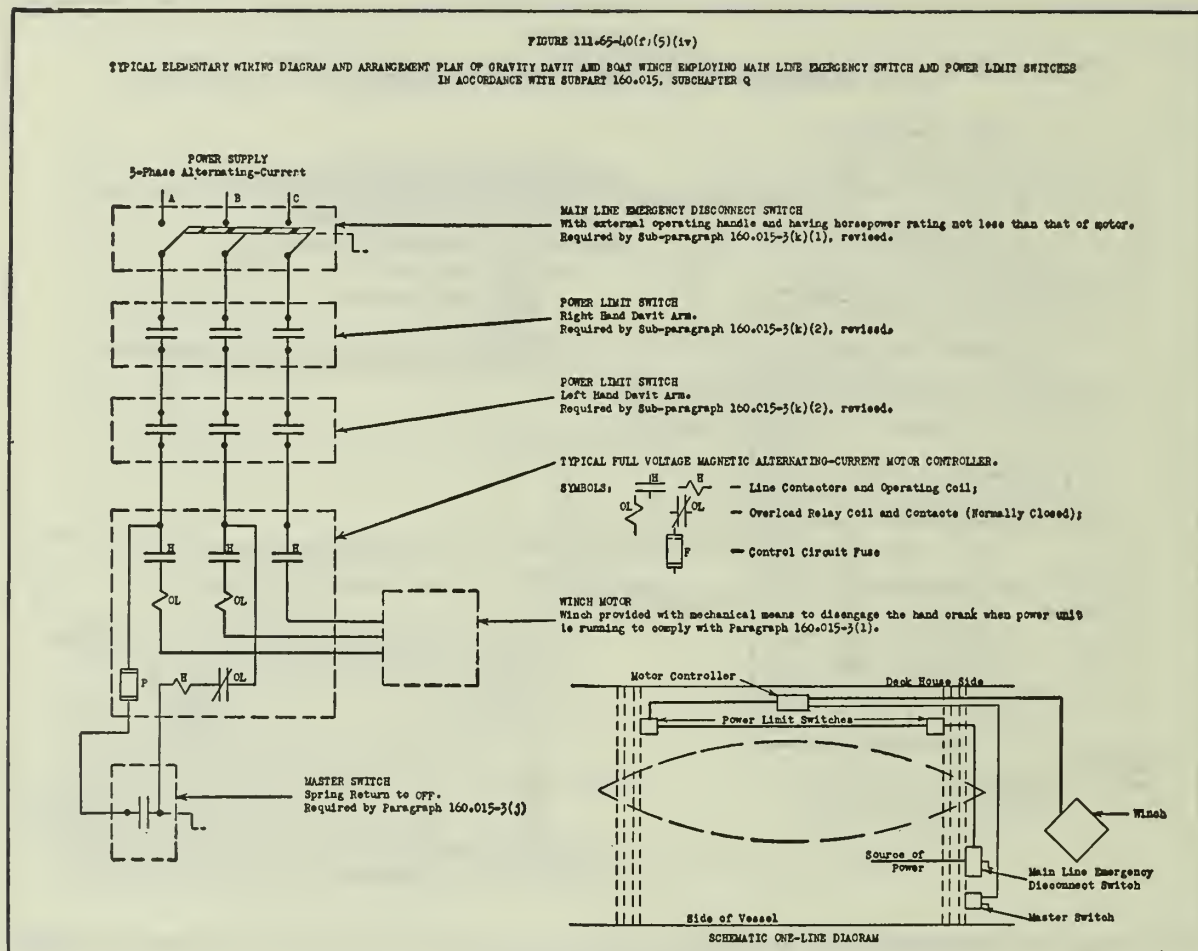 FIGURE 111.65-40(f)(5)(iv)
TYPICAL ELEMENTARY WIRING DIAGRAM AND ARRANGEMENT PLAN OF GRAVITY DAVIT AND BOAT WINCH EMPLOYING MAIN LINE EMERGENCY SWITCH AND POWER LIMIT SWITCHES
IN ACCORDANCE WITH SUBPART 160.015, SUBCHAPTER Q
POWER SUPPLY
3-Phase Alternating-Current
A B C
MAIN LINE EMERGENCY DISCONNECT SWITCH
With external operating handle and having horsepower rating not less than that of motor.
Required by Sub-paragraph 160.015-3(k)(1), revised.
POWER LIMIT SWITCH
Right Hand Davit Arm.
Required by Sub-paragraph 160.015-3(k)(2), revised.
POWER LIMIT SWITCH
Left Hand Davit Arm.
Required by Sub-paragraph 160.015-3(k)(2), revised.
TYPICAL FULL VOLTAGE MAGNETIC ALTERNATING-CURRENT MOTOR CONTROLLER.
SYMBOLS: H H — Line Contactors and Operating Coil;
OL OL — Overload Relay Coil and Contacts (Normally Closed);
F — Control Circuit Fuse
H H H
OL OL
WINCH MOTOR
Winch provided with mechanical means to disengage the hand crank when power unit
is running to comply with Paragraph 160.015-3(l).
F H OL
MASTER SWITCH
Spring Return to OFF.
Required by Paragraph 160.015-3(j)
Motor Controller
Deck House Side
Power Limit Switches
Winch
Source of
Power
Main Line Emergency
Disconnect Switch
Master Switch
Side of Vessel
SCHEMATIC ONE-LINE DIAGRAM